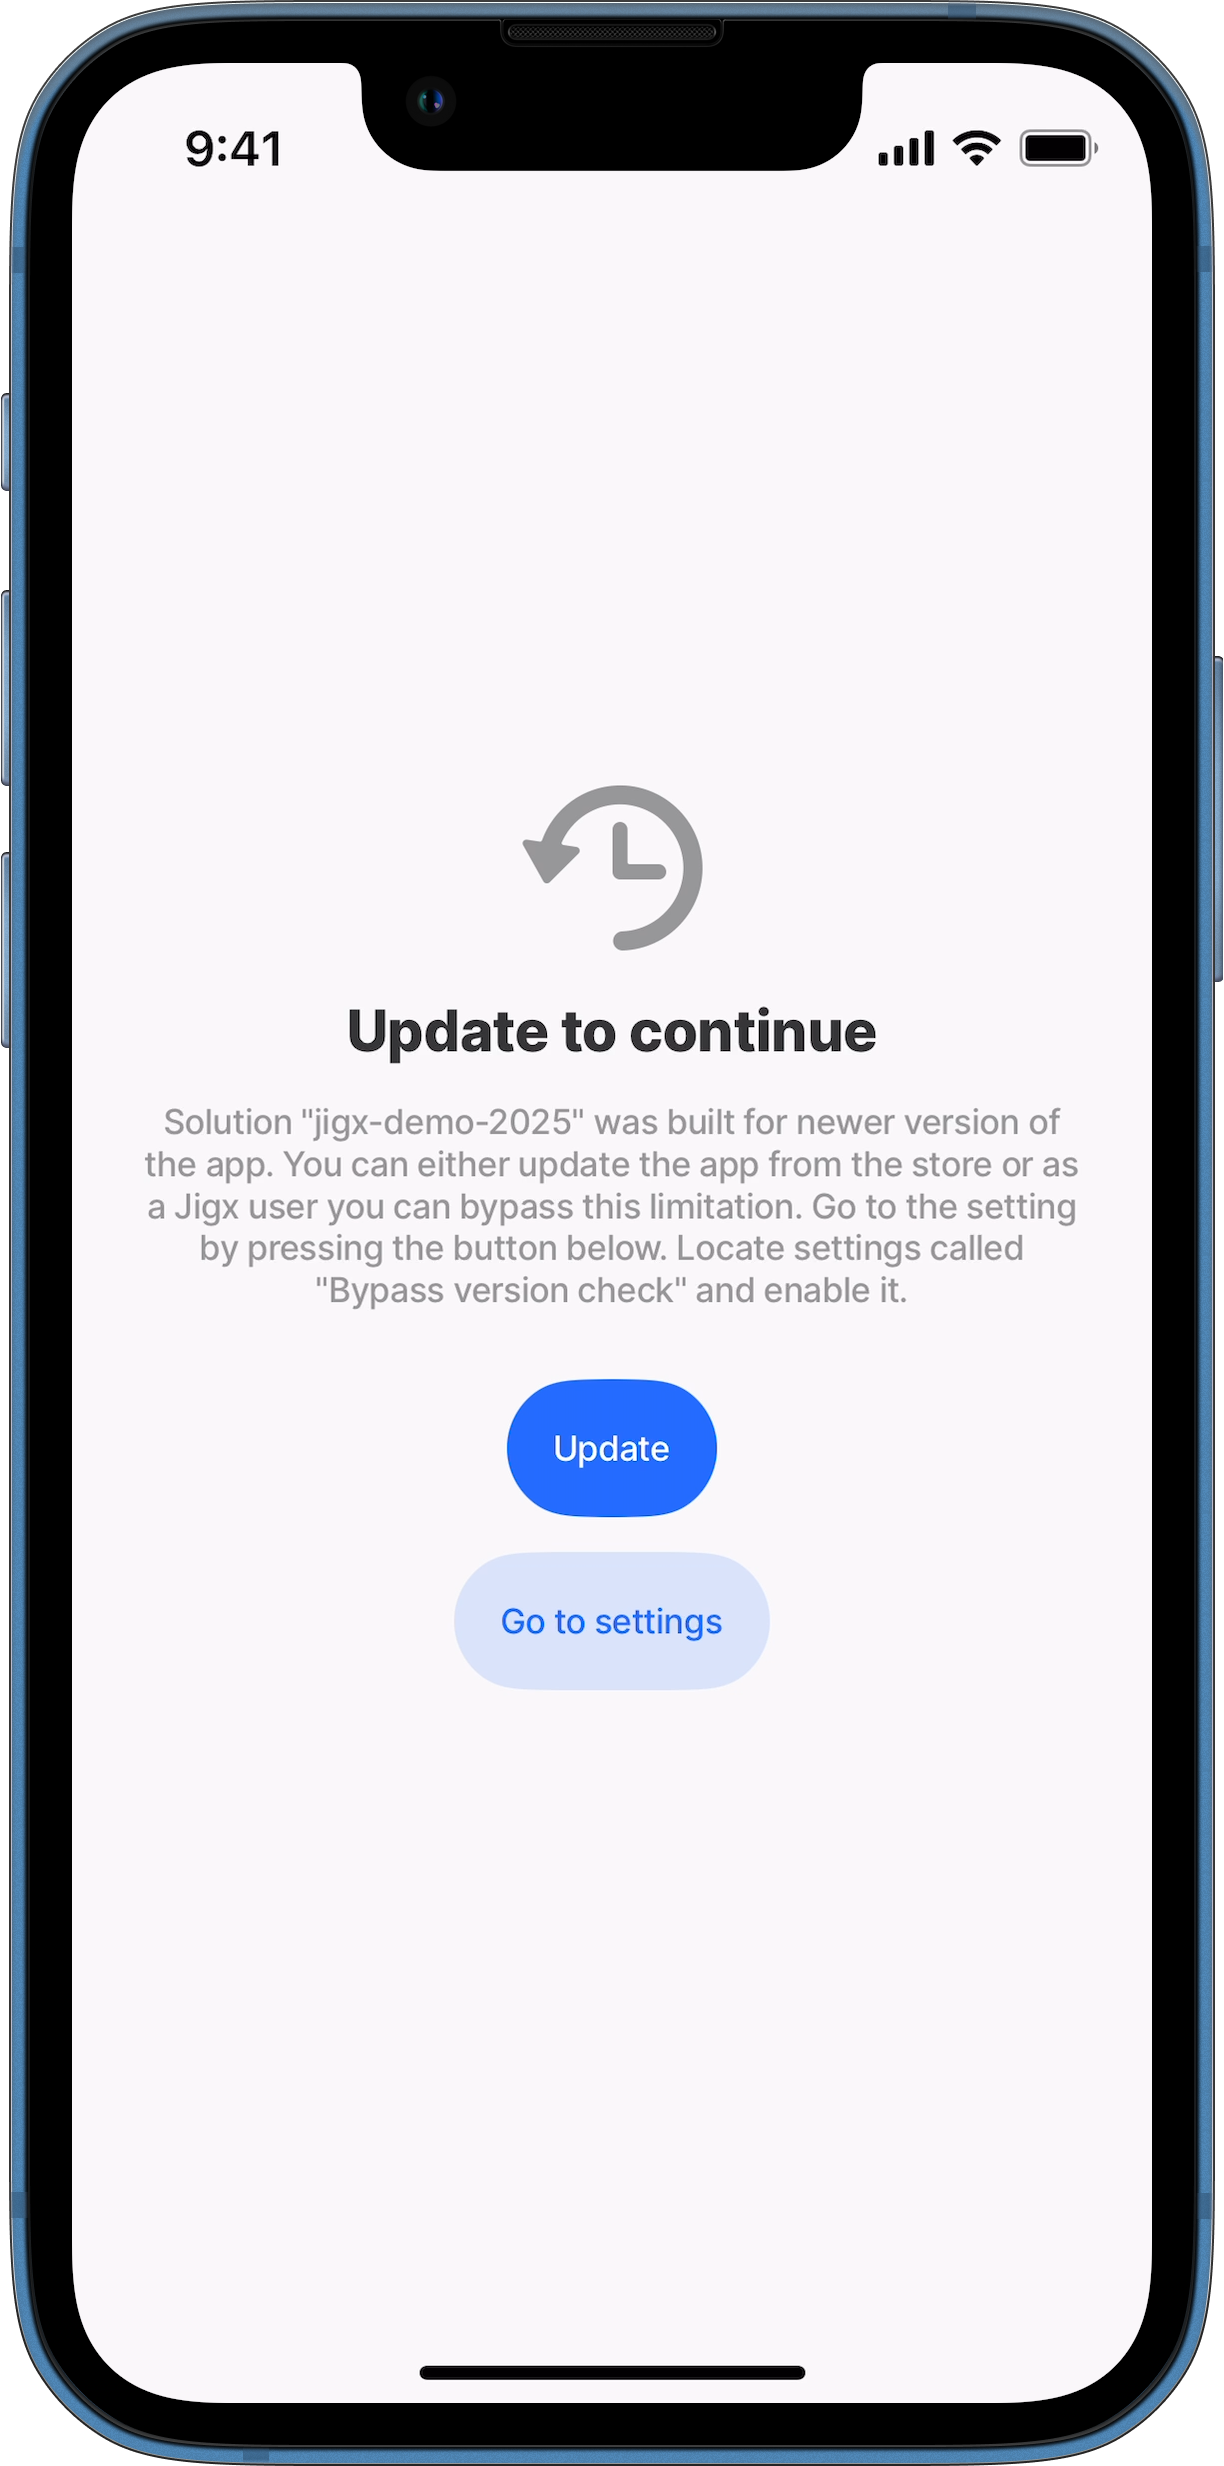 9:41
Update to continue
Solution "jigx-demo-2025" was built for newer version of
the app. You can either update the app from the store or as
a Jigx user you can bypass this limitation. Go to the setting
by pressing the button below. Locate settings called
"Bypass version check" and enable it.
Update
Go to settings